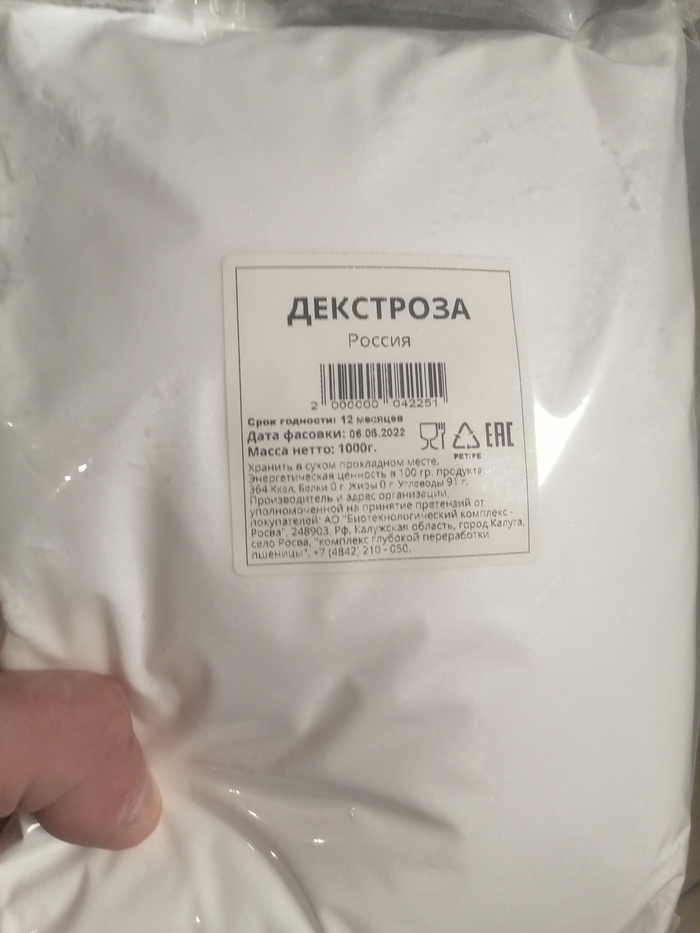 ДЕКСТРОЗА
Россия
2 000000 042251
Срок годности: 12 месяцев
Дата фасовки: 06.06.2022
Масса нетто: 1000г.
EAC
PET/PE
Хранить в сухом прохладном месте.
Энергетическая ценность в 100 гр. продукта:
364 Ккал, Белки 0 г. Жиры 0 г. Углеводы 91 г.
Производитель и адрес организации,
уполномоченной на принятие претензий от
покупателей: АО "Биотехнологический комплекс -
Росва", 248903, РФ, Калужская область, город Калуга,
село Росва, "комплекс глубокой переработки
пшеницы", +7 (4842) 210 - 050.